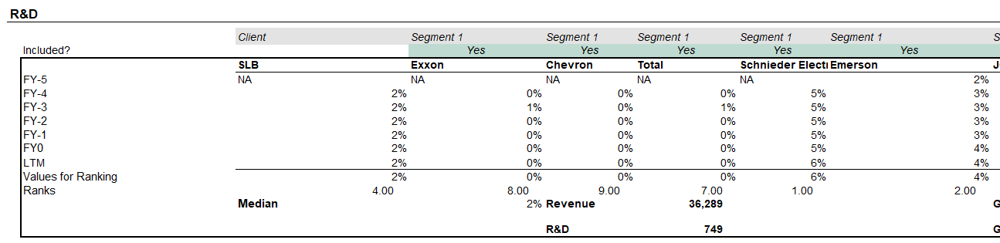 R&D
Client Segment 1 Segment 1 Segment 1 Segment 1 Segment 1 S
Included? Yes Yes Yes Yes Yes
SLB Exxon Chevron Total Schnieder Electri Emerson J
FY-5 NA NA NA NA NA 2%
FY-4 2% 0% 0% 0% 5% 3%
FY-3 2% 1% 0% 1% 5% 3%
FY-2 2% 0% 0% 0% 5% 3%
FY-1 2% 0% 0% 0% 5% 3%
FY0 2% 0% 0% 0% 5% 4%
LTM 2% 0% 0% 0% 6% 4%
Values for Ranking 2% 0% 0% 0% 6% 4%
Ranks 4.00 8.00 9.00 7.00 1.00 2.00
Median 2% Revenue 36,289 G
R&D 749 G